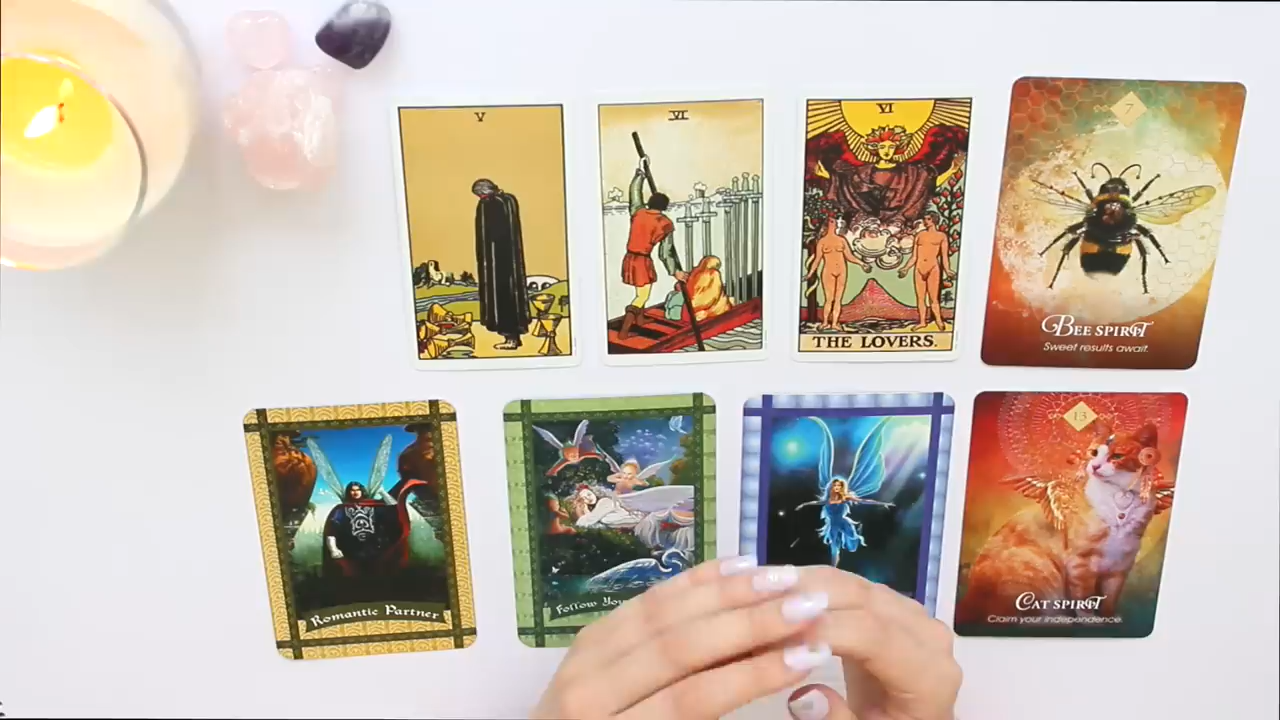 V
VI
VI
THE LOVERS.
7
BEE SPIRIT
Sweet results await.
Romantic Partner
Follow
13
CAT SPIRIT
Claim your independence.